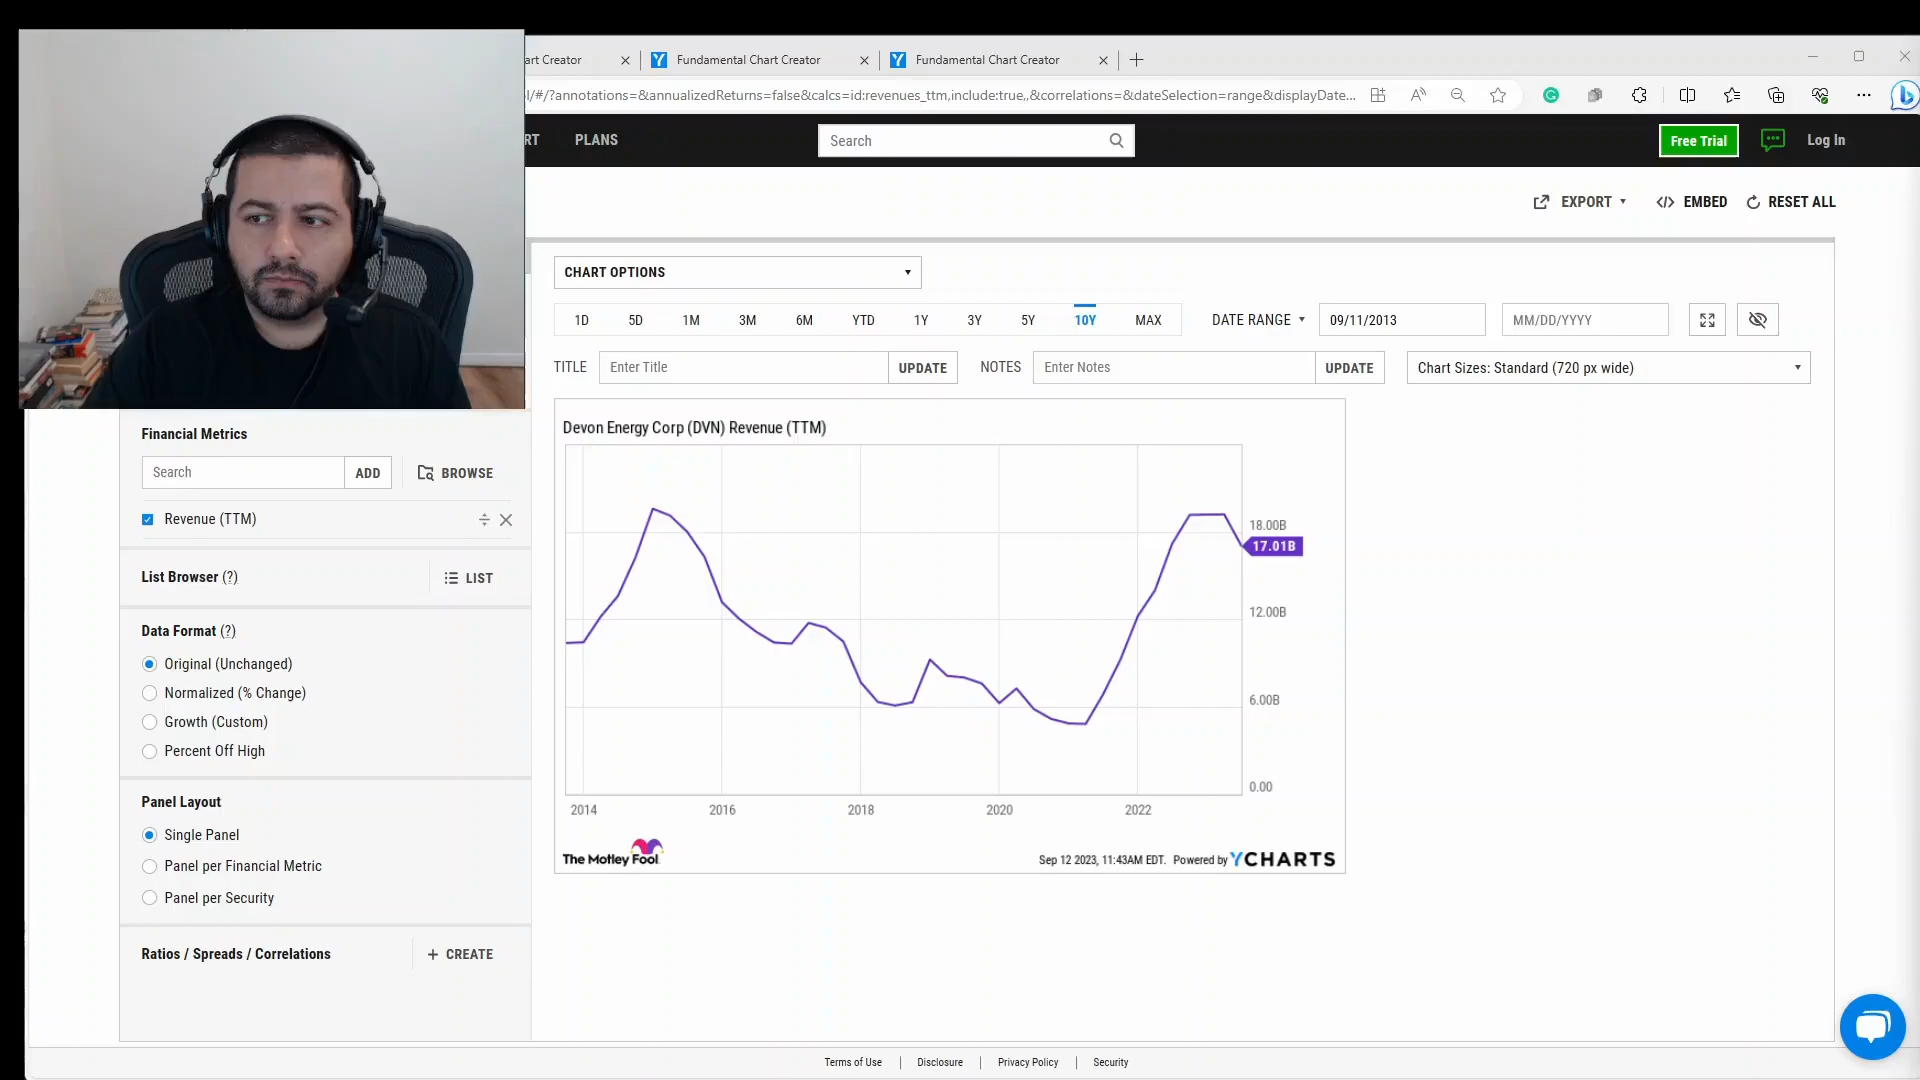 art Creator
Fundamental Chart Creator
Fundamental Chart Creator
l/#/?annotations=&annualizedReturns=false&calcs=id:revenues_ttm,include:true,,&correlations=&dateSelection=range&displayDate...
RT
PLANS
Search
Free Trial
Log In
EXPORT
</> EMBED
RESET ALL
CHART OPTIONS
1D 5D 1M 3M 6M YTD 1Y 3Y 5Y 10Y MAX
DATE RANGE
09/11/2013
MM/DD/YYYY
TITLE
Enter Title
UPDATE
NOTES
Enter Notes
UPDATE
Chart Sizes: Standard (720 px wide)
Financial Metrics
Search
ADD
BROWSE
Revenue (TTM)
List Browser (?)
LIST
Data Format (?)
Original (Unchanged)
Normalized (% Change)
Growth (Custom)
Percent Off High
Panel Layout
Single Panel
Panel per Financial Metric
Panel per Security
Ratios / Spreads / Correlations
+ CREATE
Devon Energy Corp (DVN) Revenue (TTM)
18.00B
17.01B
12.00B
6.00B
0.00
2014 2016 2018 2020 2022
The Motley Fool
Sep 12 2023, 11:43AM EDT. Powered by YCHARTS
Terms of Use | Disclosure | Privacy Policy | Security